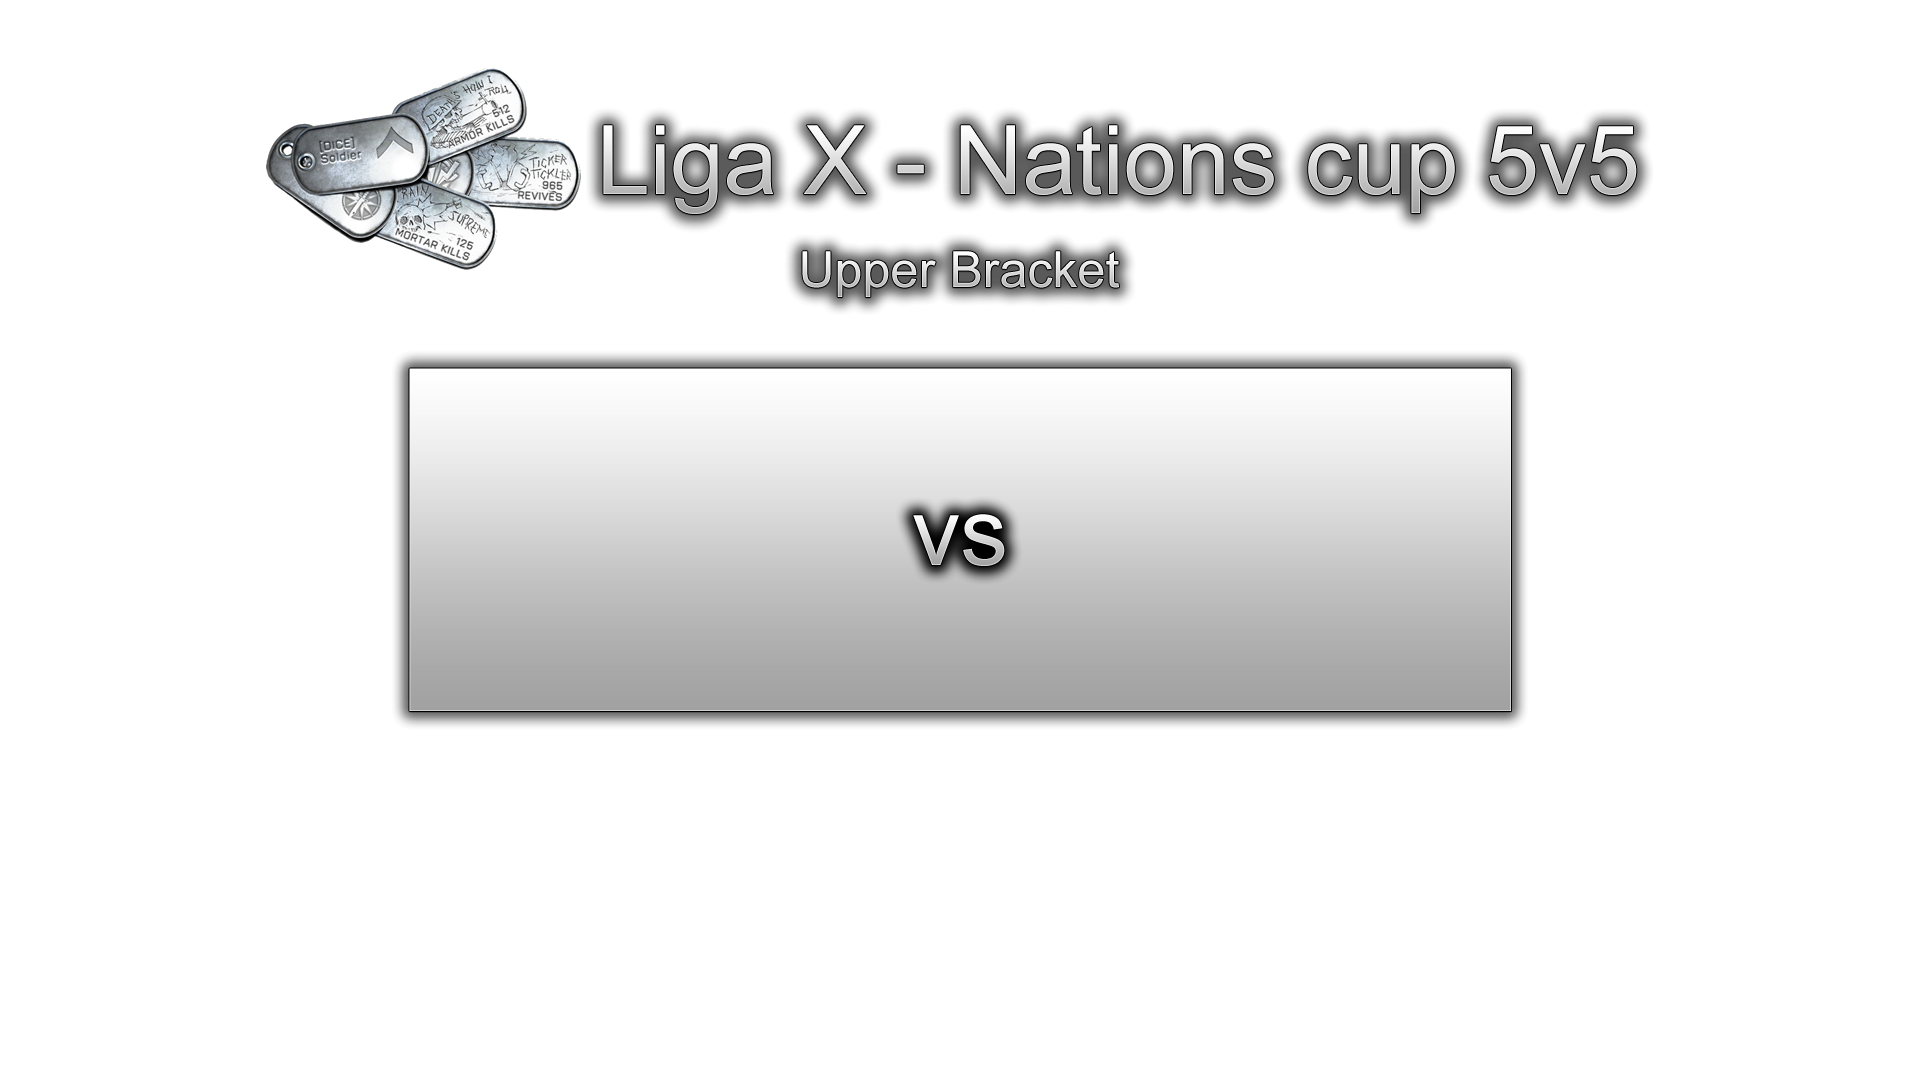 DEATH'S HOW I
ROLL
512
ARMOR KILLS
[DICE]
Soldier
TICKER
TICKLER
965
REVIVES
Liga X - Nations cup 5v5
RAIN
SUPREME
125
MORTAR KILLS
Upper Bracket
vs